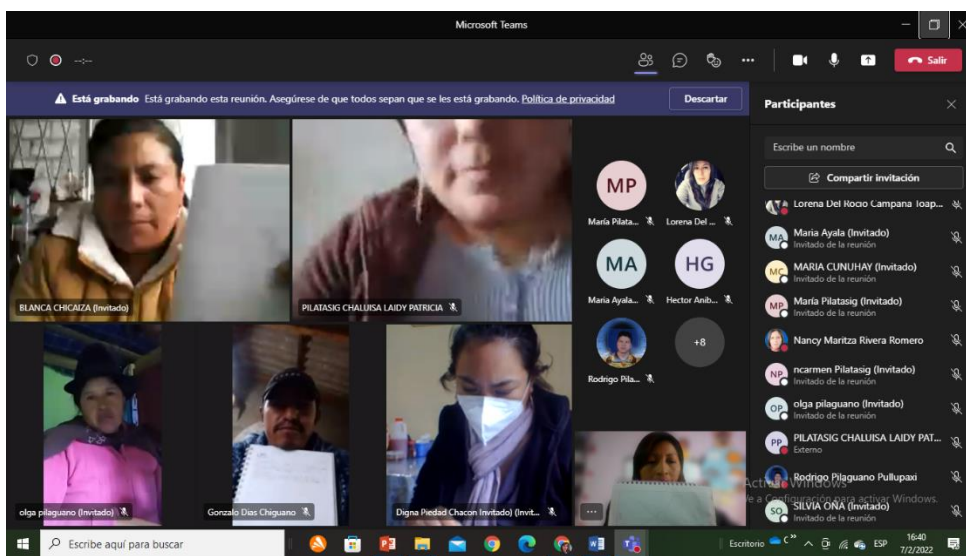 Microsoft Teams
--:--
Salir
Está grabando Está grabando esta reunión. Asegúrese de que todos sepan que se les está grabando. Política de privacidad
Descartar
BLANCA CHICAIZA (Invitado)
PILATASIG CHALUISA LAIDY PATRICIA
MP
María Pilata...
Lorena Del ...
MA
Maria Ayala...
HG
Hector Anib...
Rodrigo Pila...
+8
olga pilaguano (Invitado)
Gonzalo Dias Chiguano
Digna Piedad Chacon Invitado) (Invit...
Participantes
Escribe un nombre
Compartir invitación
Lorena Del Rocio Campana Toap...
MA
Maria Ayala (Invitado)
Invitado de la reunión
MC
MARIA CUNUHAY (Invitado)
Invitado de la reunión
MP
María Pilatasig (Invitado)
Invitado de la reunión
Nancy Maritza Rivera Romero
NP
ncarmen Pilatasig (Invitado)
Invitado de la reunión
OP
olga pilaguano (Invitado)
Invitado de la reunión
PP
PILATASIG CHALUISA LAIDY PAT...
Externo
Rodrigo Pilaguano Pullupaxi
SO
SILVIA OÑA (Invitado)
Invitado de la reunión
Activar Windows
Ve a Configuración para activar Windows.
Escribe aquí para buscar
Escritorio
ESP
16:40
7/2/2022